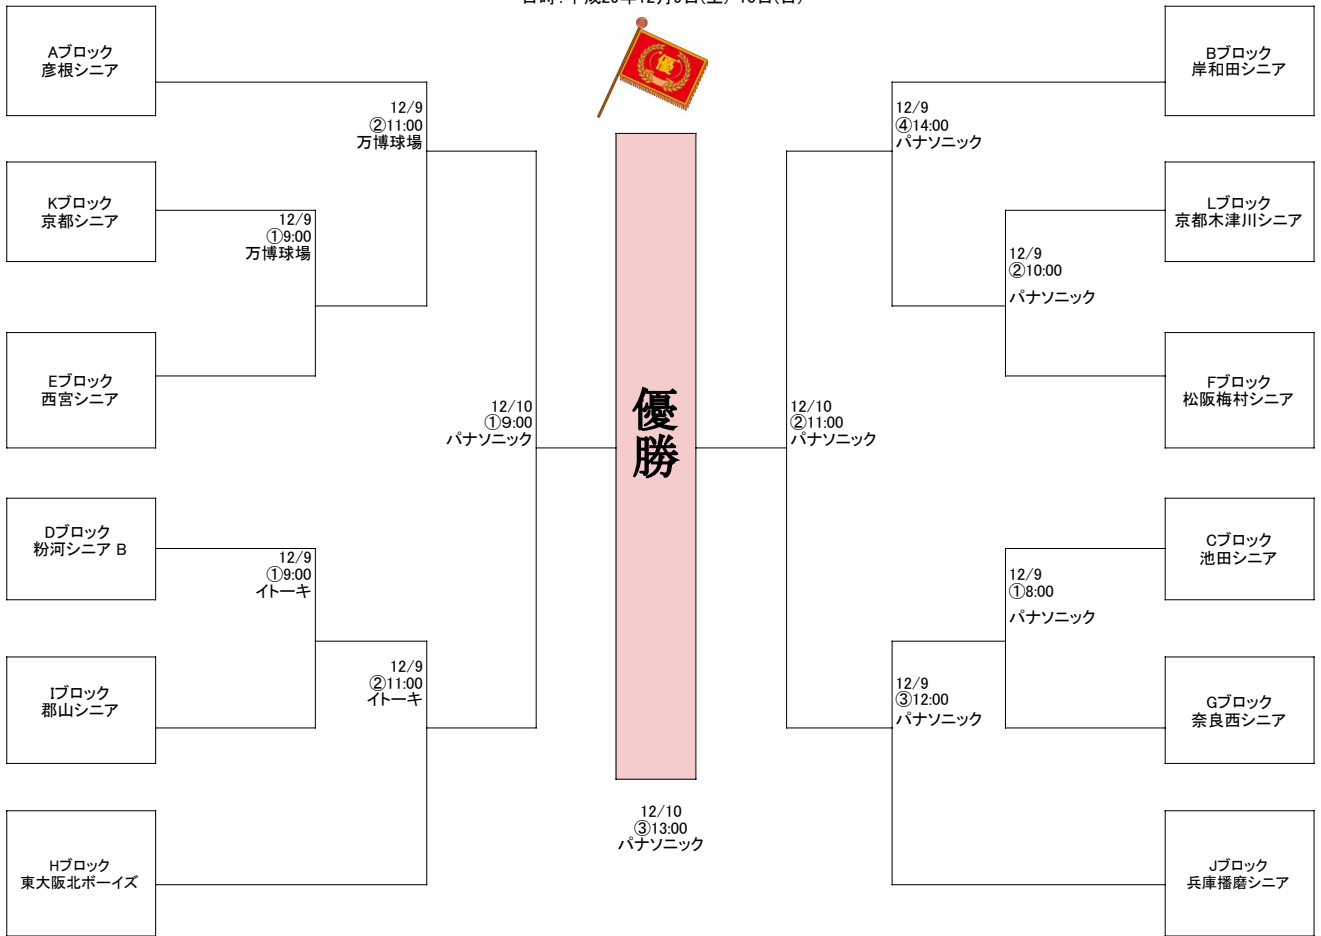 Aブロック
彦根シニア
12/9
②11:00
万博球場
Kブロック
京都シニア
12/9
①9:00
万博球場
Eブロック
西宮シニア
12/10
①9:00
パナソニック
Dブロック
粉河シニア B
12/9
①9:00
イトーキ
Iブロック
郡山シニア
12/9
②11:00
イトーキ
Hブロック
東大阪北ボーイズ
優
優
勝
12/10
③13:00
パナソニック
Bブロック
岸和田シニア
12/9
④14:00
パナソニック
Lブロック
京都木津川シニア
12/9
②10:00
パナソニック
Fブロック
松阪梅村シニア
12/10
②11:00
パナソニック
Cブロック
池田シニア
12/9
①8:00
パナソニック
Gブロック
奈良西シニア
12/9
③12:00
パナソニック
Jブロック
兵庫播磨シニア